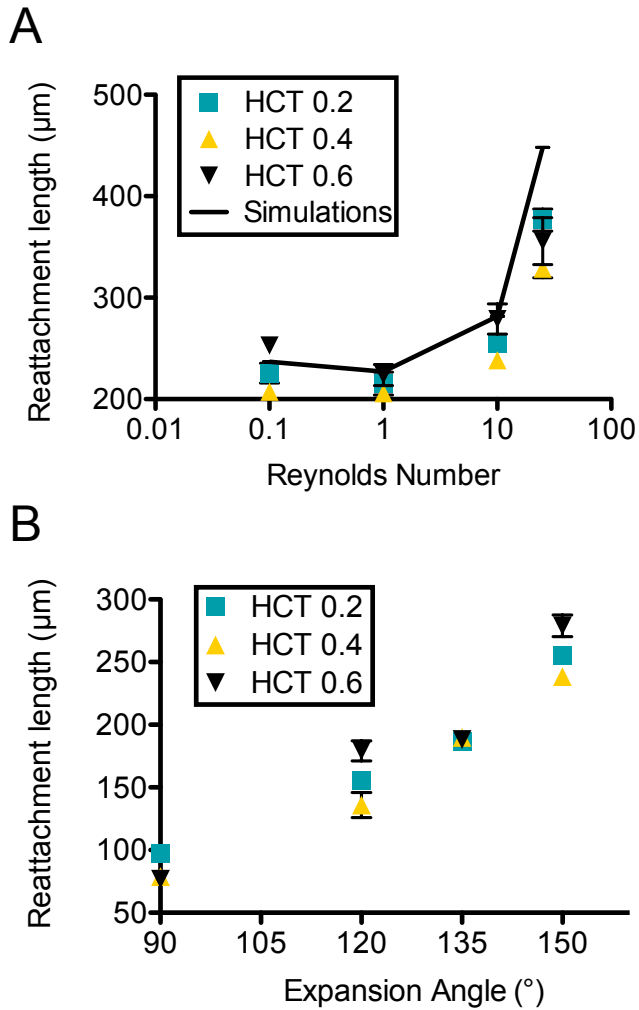 A
Reattachment length (µm)
500
400
300
200
HCT 0.2
HCT 0.4
HCT 0.6
Simulations
0.01
0.1
1
10
100
Reynolds Number
B
Reattachment length (µm)
300
250
200
150
100
50
HCT 0.2
HCT 0.4
HCT 0.6
90
105
120
135
150
Expansion Angle (°)